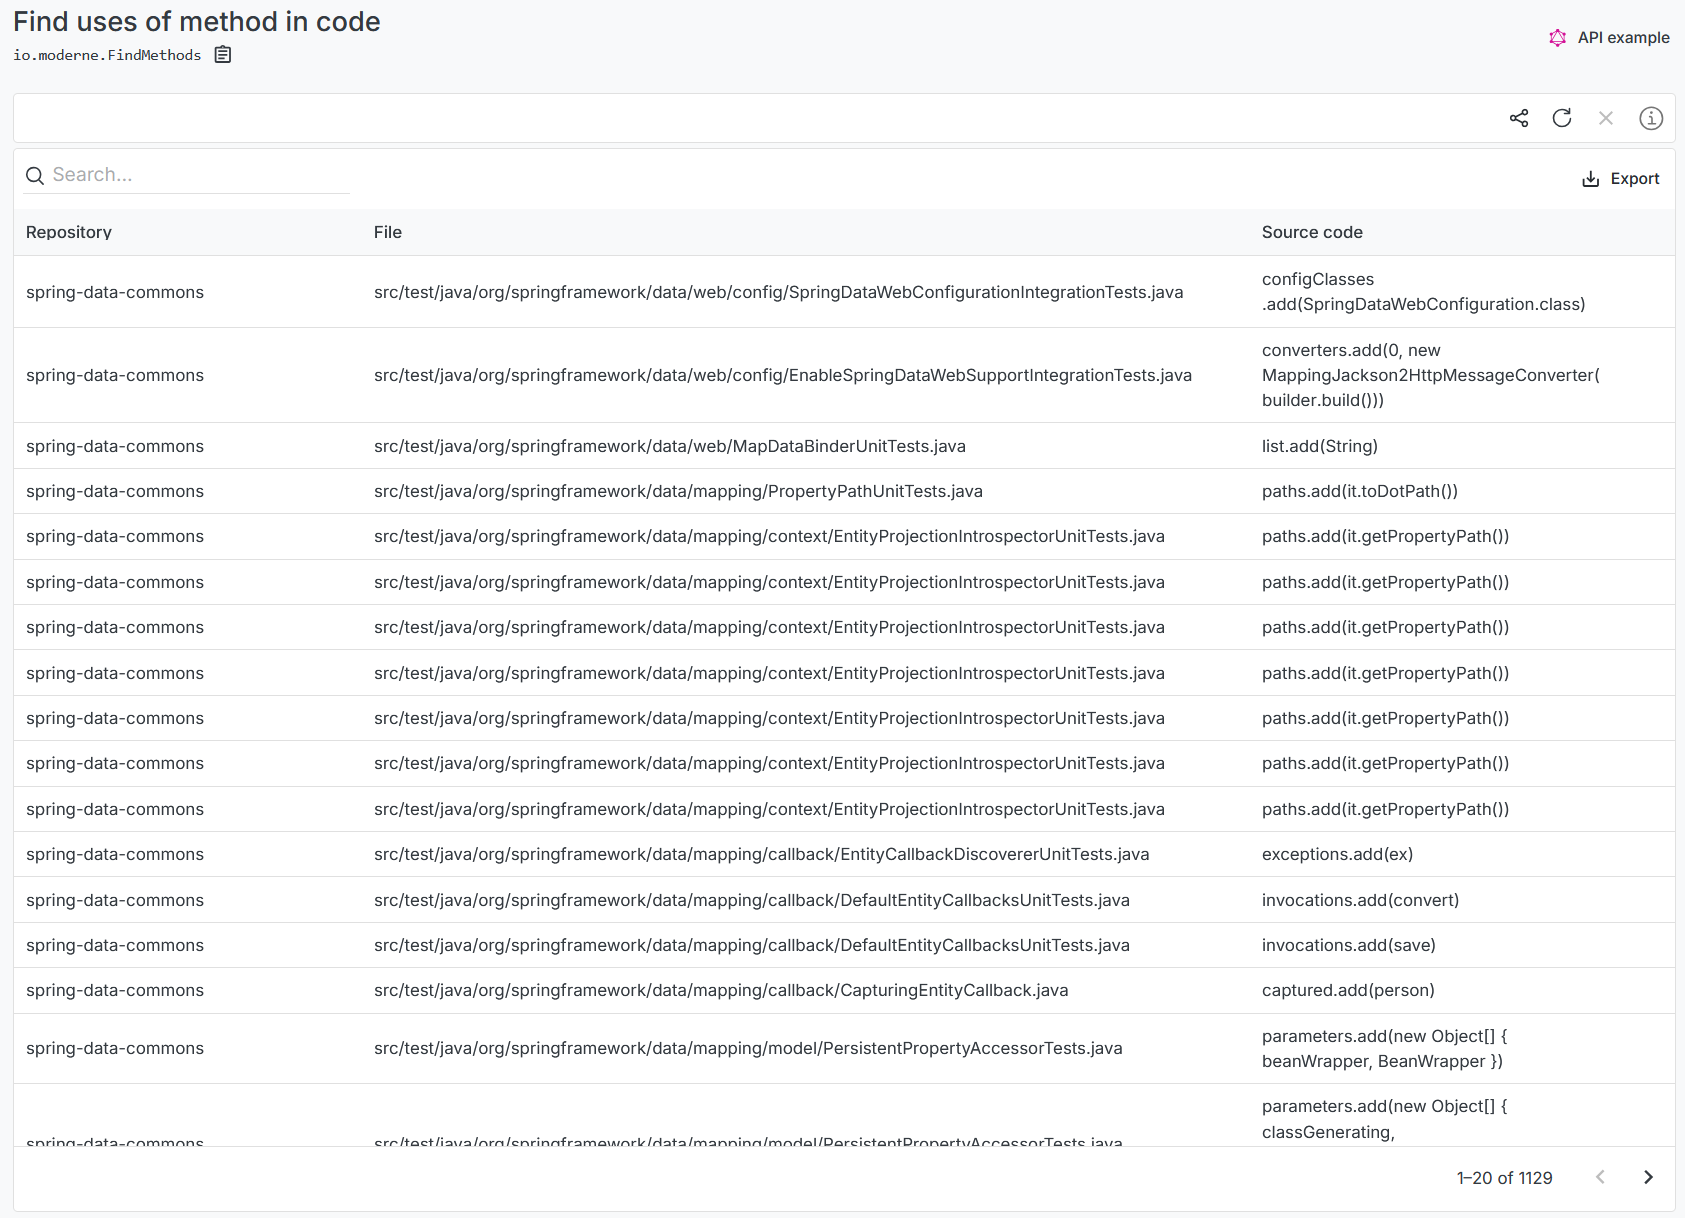 Find uses of method in code
io.moderne.FindMethods
API example
Search...
Export
Repository File Source code
spring-data-commons src/test/java/org/springframework/data/web/config/SpringDataWebConfigurationIntegrationTests.java configClasses
.add(SpringDataWebConfiguration.class)
spring-data-commons src/test/java/org/springframework/data/web/config/EnableSpringDataWebSupportIntegrationTests.java converters.add(0, new
MappingJackson2HttpMessageConverter(
builder.build()))
spring-data-commons src/test/java/org/springframework/data/web/MapDataBinderUnitTests.java list.add(String)
spring-data-commons src/test/java/org/springframework/data/mapping/PropertyPathUnitTests.java paths.add(it.toDotPath())
spring-data-commons src/test/java/org/springframework/data/mapping/context/EntityProjectionIntrospectorUnitTests.java paths.add(it.getPropertyPath())
spring-data-commons src/test/java/org/springframework/data/mapping/context/EntityProjectionIntrospectorUnitTests.java paths.add(it.getPropertyPath())
spring-data-commons src/test/java/org/springframework/data/mapping/context/EntityProjectionIntrospectorUnitTests.java paths.add(it.getPropertyPath())
spring-data-commons src/test/java/org/springframework/data/mapping/context/EntityProjectionIntrospectorUnitTests.java paths.add(it.getPropertyPath())
spring-data-commons src/test/java/org/springframework/data/mapping/context/EntityProjectionIntrospectorUnitTests.java paths.add(it.getPropertyPath())
spring-data-commons src/test/java/org/springframework/data/mapping/context/EntityProjectionIntrospectorUnitTests.java paths.add(it.getPropertyPath())
spring-data-commons src/test/java/org/springframework/data/mapping/context/EntityProjectionIntrospectorUnitTests.java paths.add(it.getPropertyPath())
spring-data-commons src/test/java/org/springframework/data/mapping/callback/EntityCallbackDiscovererUnitTests.java exceptions.add(ex)
spring-data-commons src/test/java/org/springframework/data/mapping/callback/DefaultEntityCallbacksUnitTests.java invocations.add(convert)
spring-data-commons src/test/java/org/springframework/data/mapping/callback/DefaultEntityCallbacksUnitTests.java invocations.add(save)
spring-data-commons src/test/java/org/springframework/data/mapping/callback/CapturingEntityCallback.java captured.add(person)
spring-data-commons src/test/java/org/springframework/data/mapping/model/PersistentPropertyAccessorTests.java parameters.add(new Object[] {
beanWrapper, BeanWrapper })
spring-data-commons src/test/java/org/springframework/data/mapping/model/PersistentPropertyAccessorTests.java parameters.add(new Object[] {
classGenerating,
1–20 of 1129